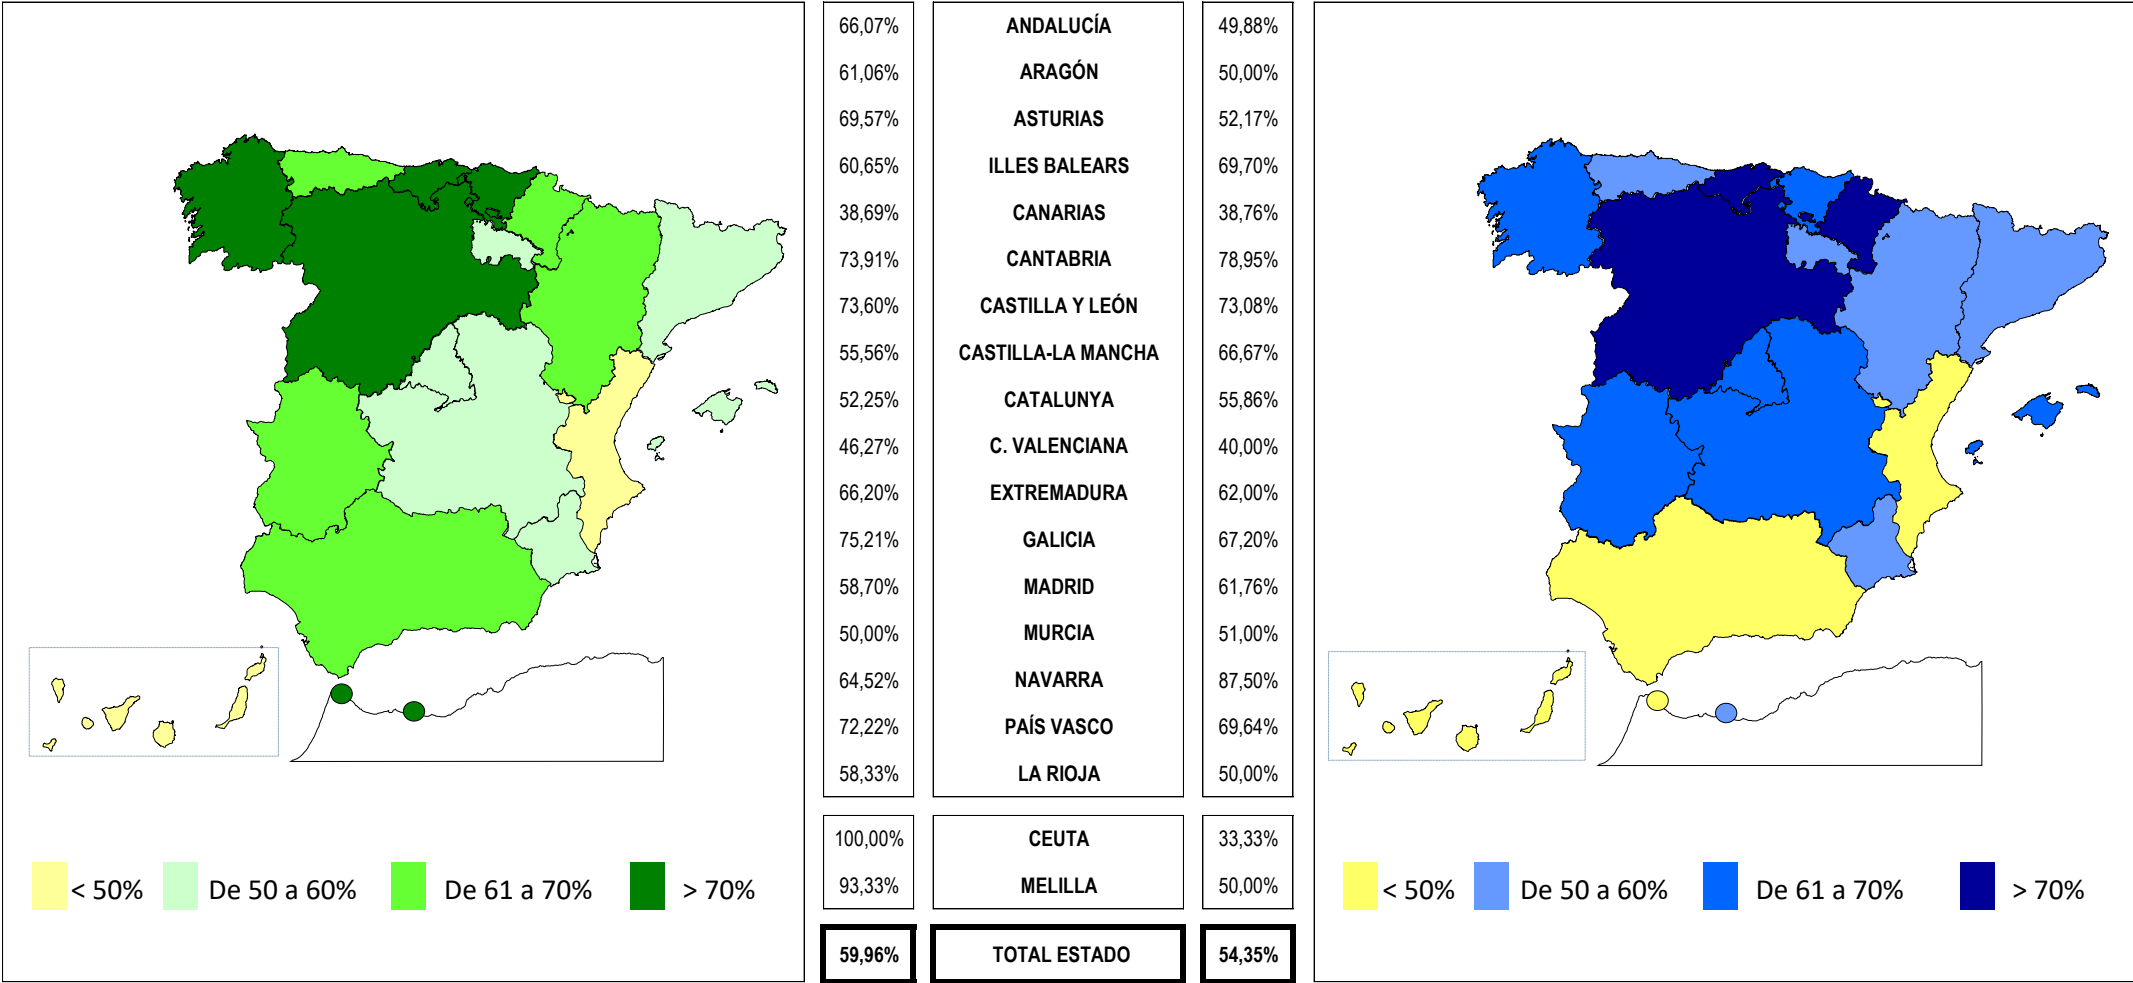 66,07% ANDALUCÍA 49,88%
61,06% ARAGÓN 50,00%
69,57% ASTURIAS 52,17%
60,65% ILLES BALEARS 69,70%
38,69% CANARIAS 38,76%
73,91% CANTABRIA 78,95%
73,60% CASTILLA Y LEÓN 73,08%
55,56% CASTILLA-LA MANCHA 66,67%
52,25% CATALUNYA 55,86%
46,27% C. VALENCIANA 40,00%
66,20% EXTREMADURA 62,00%
75,21% GALICIA 67,20%
58,70% MADRID 61,76%
50,00% MURCIA 51,00%
64,52% NAVARRA 87,50%
72,22% PAÍS VASCO 69,64%
58,33% LA RIOJA 50,00%
100,00% CEUTA 33,33%
93,33% MELILLA 50,00%
59,96% TOTAL ESTADO 54,35%
< 50% De 50 a 60% De 61 a 70% > 70%
< 50% De 50 a 60% De 61 a 70% > 70%